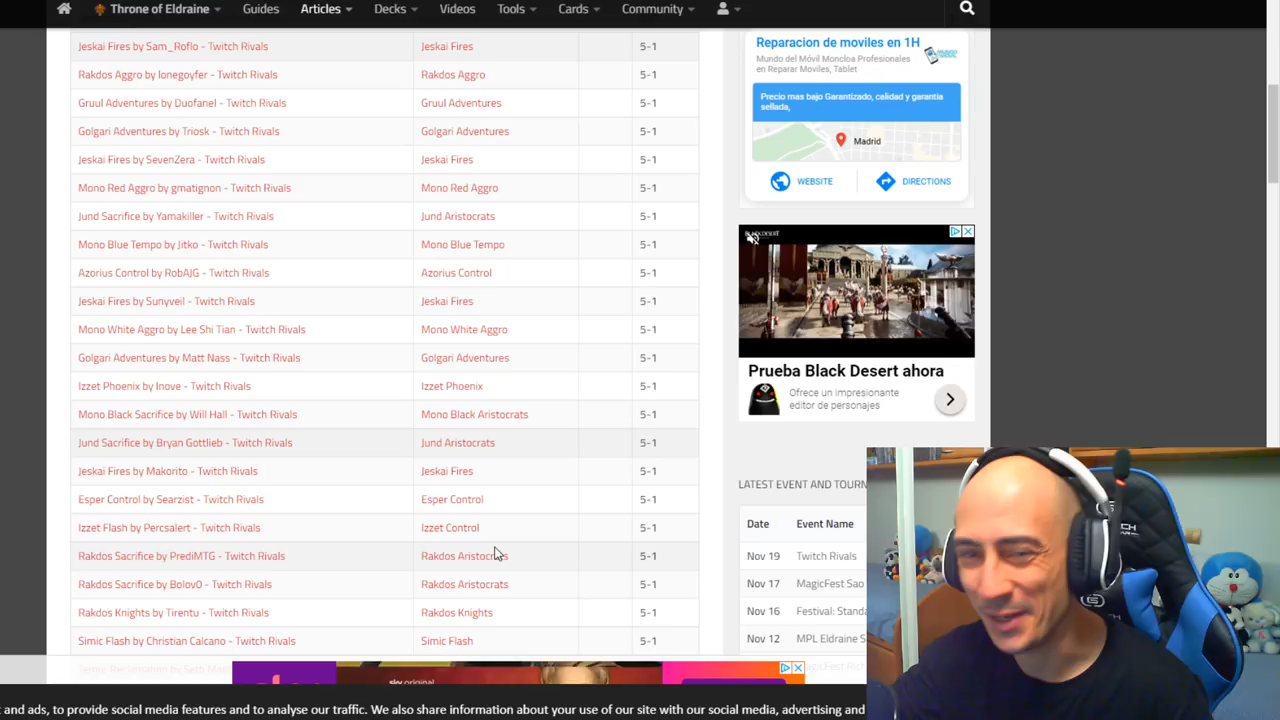 Throne of Eldraine Guides Articles Decks Videos Tools Cards Community
Jeskai Fires by Sam_Roflo - Twitch Rivals Jeskai Fires 5-1
Rakdos Aggro by lonegoyfer - Twitch Rivals Rakdos Aggro 5-1
Gruul Adventures by Duofanel - Twitch Rivals Gruul Adventures 5-1
Golgari Adventures by Triosk - Twitch Rivals Golgari Adventures 5-1
Jeskai Fires by SevenZera - Twitch Rivals Jeskai Fires 5-1
Mono Red Aggro by gmatignon - Twitch Rivals Mono Red Aggro 5-1
Jund Sacrifice by Yamakiller - Twitch Rivals Jund Aristocrats 5-1
Mono Blue Tempo by Jitko - Twitch Rivals Mono Blue Tempo 5-1
Azorius Control by RobAJG - Twitch Rivals Azorius Control 5-1
Jeskai Fires by Sunyveil - Twitch Rivals Jeskai Fires 5-1
Mono White Aggro by Lee Shi Tian - Twitch Rivals Mono White Aggro 5-1
Golgari Adventures by Matt Nass - Twitch Rivals Golgari Adventures 5-1
Izzet Phoenix by Inove - Twitch Rivals Izzet Phoenix 5-1
Mono Black Sacrifice by Will Hall - Twitch Rivals Mono Black Aristocrats 5-1
Jund Sacrifice by Bryan Gottlieb - Twitch Rivals Jund Aristocrats 5-1
Jeskai Fires by Makorito - Twitch Rivals Jeskai Fires 5-1
Esper Control by Searzist - Twitch Rivals Esper Control 5-1
Izzet Flash by Percsalert - Twitch Rivals Izzet Control 5-1
Rakdos Sacrifice by PrediMTG - Twitch Rivals Rakdos Aristocrats 5-1
Rakdos Sacrifice by Bolov0 - Twitch Rivals Rakdos Aristocrats 5-1
Rakdos Knights by Tirentu - Twitch Rivals Rakdos Knights 5-1
Simic Flash by Christian Calcano - Twitch Rivals Simic Flash 5-1
Temur Reclamation by Seth
Reparacion de moviles en 1H
Mundo del Móvil Moncloa Profesionales
en Reparar Moviles, Tablet
Precio mas bajo Garantizado, calidad y garantia
sellada,
Madrid
WEBSITE DIRECTIONS
BLACK DESERT
Prueba Black Desert ahora
Ofrece un impresionante
editor de personajes
LATEST EVENT AND TOURN
Date Event Name
Nov 19 Twitch Rivals
Nov 17 MagicFest Sao
Nov 16 Festival: Standa
Nov 12 MPL Eldraine S
MagicFest Rich
sky original
t and ads, to provide social media features and to analyse our traffic. We also share information about your use of our site with our social media, advertising and